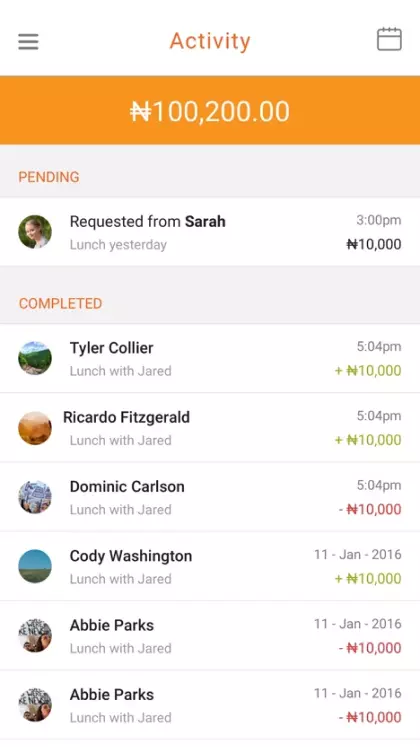 Activity
₦100,200.00
PENDING
Requested from Sarah 3:00pm
Lunch yesterday ₦10,000
COMPLETED
Tyler Collier 5:04pm
Lunch with Jared + ₦10,000
Ricardo Fitzgerald 5:04pm
Lunch with Jared + ₦10,000
Dominic Carlson 5:04pm
Lunch with Jared - ₦10,000
Cody Washington 11 - Jan - 2016
Lunch with Jared + ₦10,000
Abbie Parks 11 - Jan - 2016
Lunch with Jared - ₦10,000
Abbie Parks 11 - Jan - 2016
Lunch with Jared - ₦10,000